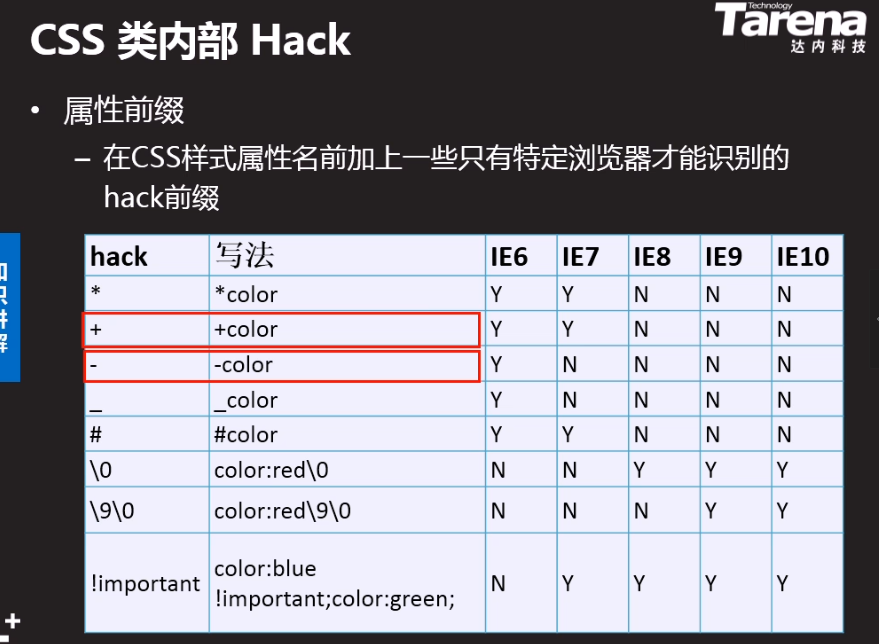 Technology
Tarena
达内科技
CSS 类内部 Hack
• 属性前缀
– 在CSS样式属性名前加上一些只有特定浏览器才能识别的
hack前缀
hack 写法 IE6 IE7 IE8 IE9 IE10
* *color Y Y N N N
+ +color Y Y N N N
- -color Y N N N N
_ _color Y N N N N
# #color Y Y N N N
\0 color:red\0 N N Y Y Y
\9\0 color:red\9\0 N N N Y Y
!important color:blue
!important;color:green; N Y Y Y Y
知识讲解
+